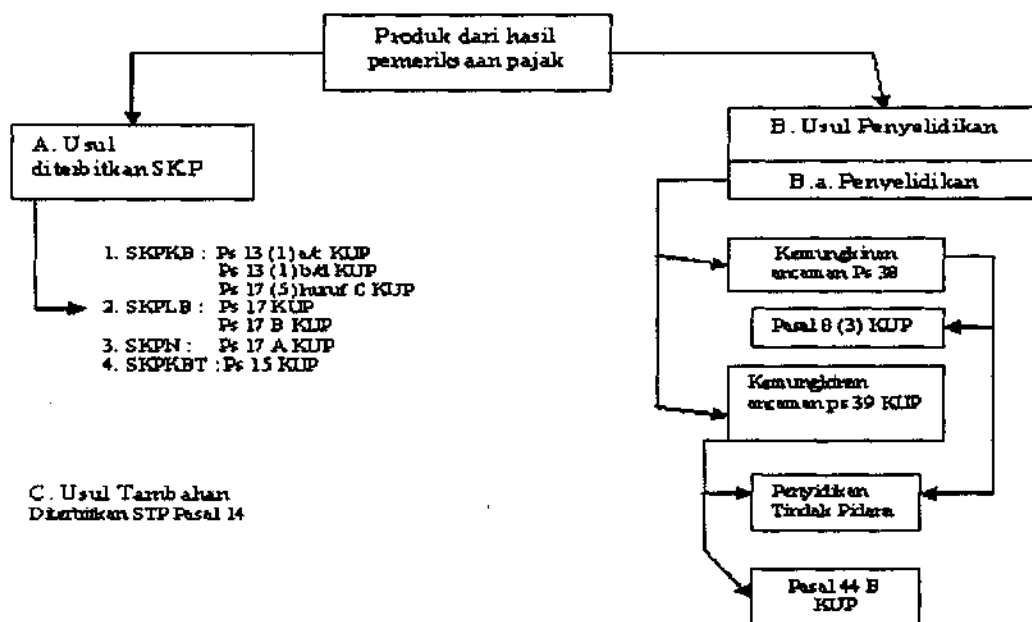 Produk dari hasil
pemeriksaan pajak
A. Usul
diterbitkan SKP
1. SKPKB : Ps 13 (1) a/c KUP
Ps 13 (1) b/d KUP
Ps 17 (5) huruf C KUP
2. SKPLB : Ps 17 KUP
Ps 17 B KUP
3. SKPN : Ps 17 A KUP
4. SKPKBT : Ps 15 KUP
C. Usul Tambahan
Diterbitkan STP Pasal 14
B. Usul Penyelidikan
B.a. Penyelidikan
Kemungkinan
ancaman Ps 38
Pasal 8 (3) KUP
Kemungkinan
ancaman ps 39 KUP
Penyidikan
Tindak Pidana
Pasal 44 B
KUP